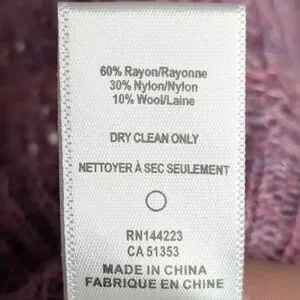 60% Rayon/Rayonne
30% Nylon/Nylon
10% Wool/Laine
DRY CLEAN ONLY
NETTOYER À SEC SEULEMENT
RN144223
CA 51353
MADE IN CHINA
FABRIQUE EN CHINE